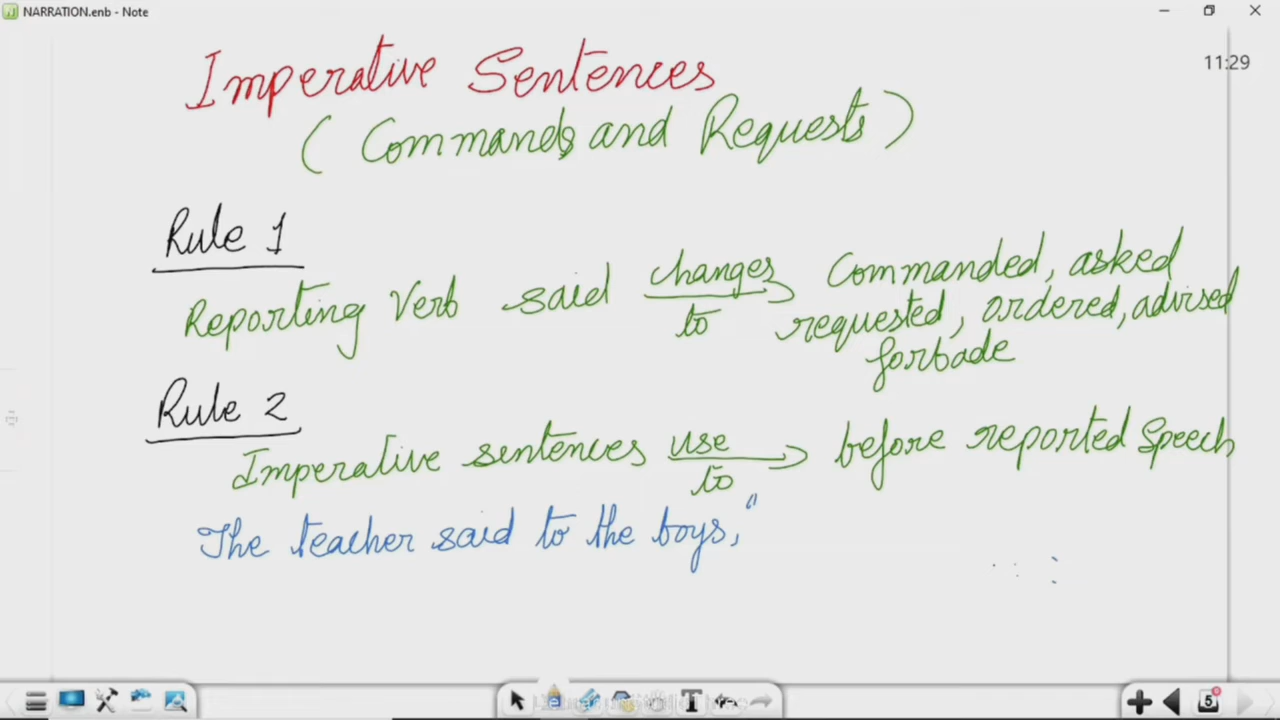 NARRATION.enb - Note
11:29
Imperative Sentences
(Commands and Requests)
Rule 1
Reporting Verb said changes to Commanded, asked
requested, ordered, advised
forbade
Rule 2
Imperative sentences use to before reported Speech
The teacher said to the boys, "
T
5